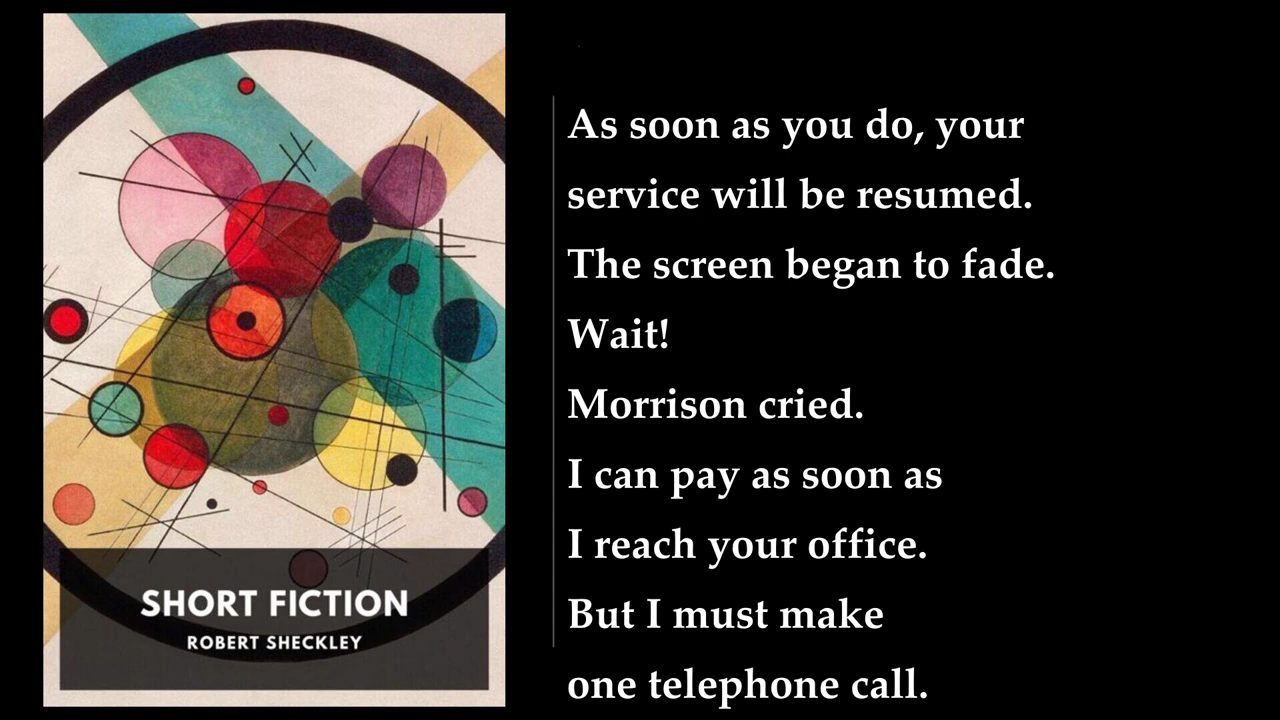 SHORT FICTION
ROBERT SHECKLEY
As soon as you do, your
service will be resumed.
The screen began to fade.
Wait!
Morrison cried.
I can pay as soon as
I reach your office.
But I must make
one telephone call.